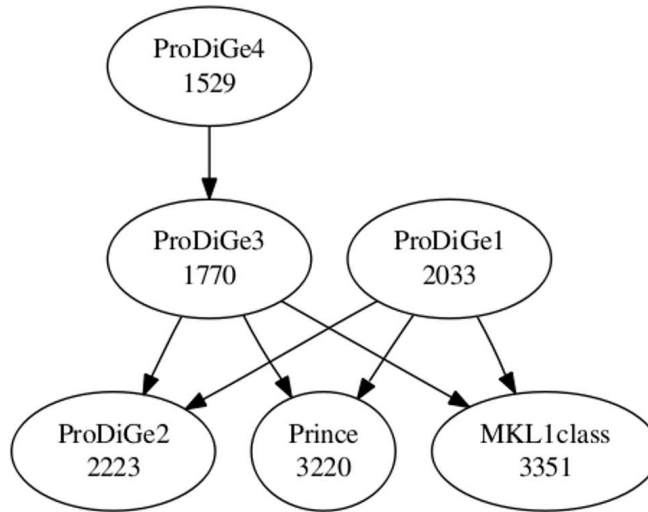 ProDiGe4
1529
ProDiGe3
1770
ProDiGe1
2033
ProDiGe2
2223
Prince
3220
MKL1class
3351